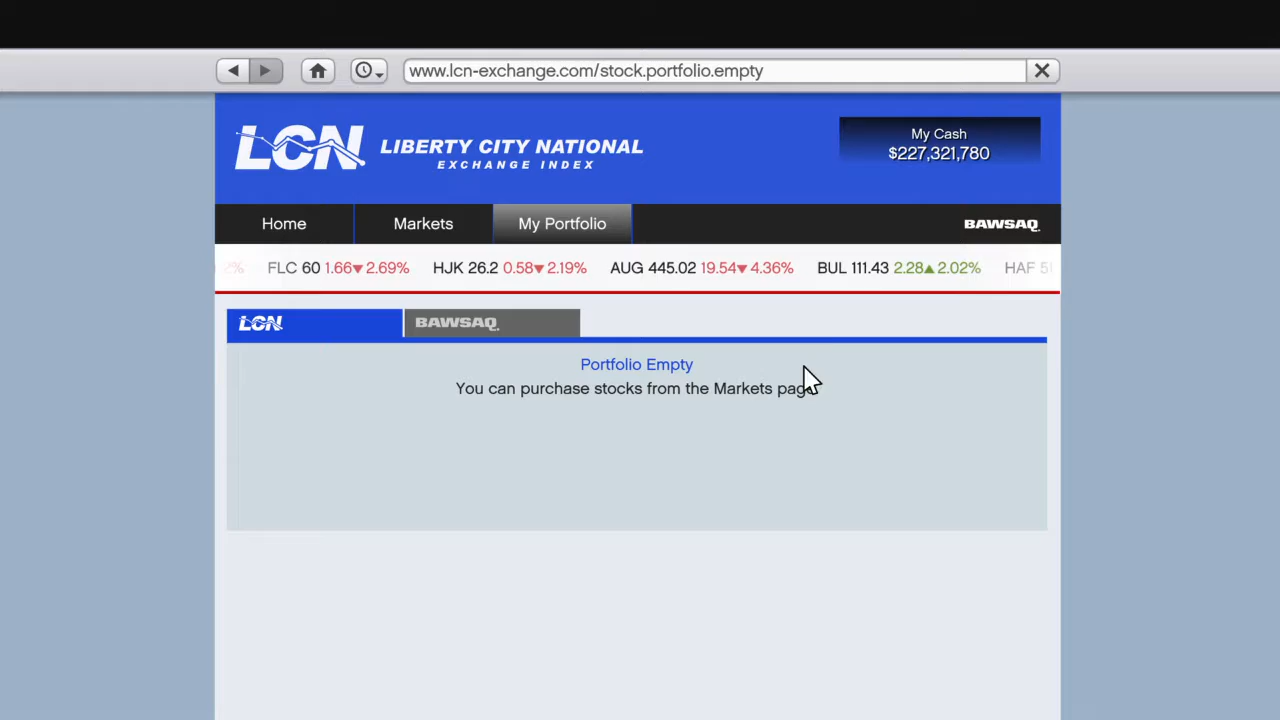 www.lcn-exchange.com/stock.portfolio.empty
LCN LIBERTY CITY NATIONAL
EXCHANGE INDEX
My Cash
$227,321,780
Home Markets My Portfolio BAWSAQ
2% FLC 60 1.66▼2.69% HJK 26.2 0.58▼2.19% AUG 445.02 19.54▼4.36% BUL 111.43 2.28▲2.02% HAF
LCN BAWSAQ
Portfolio Empty
You can purchase stocks from the Markets page